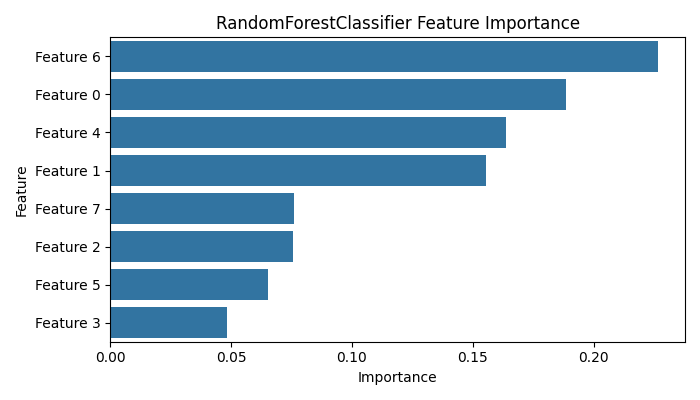 RandomForestClassifier Feature Importance
Feature
Feature 6
Feature 0
Feature 4
Feature 1
Feature 7
Feature 2
Feature 5
Feature 3
0.00 0.05 0.10 0.15 0.20
Importance